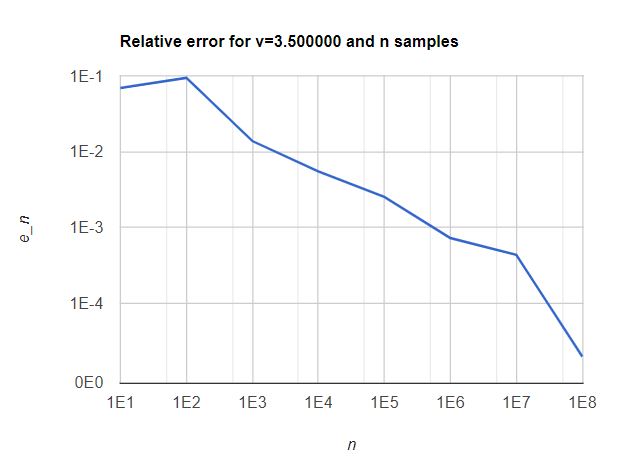 Relative error for v=3.500000 and n samples
1E-1
1E-2
1E-3
1E-4
0E0
e_n
1E1 1E2 1E3 1E4 1E5 1E6 1E7 1E8
n